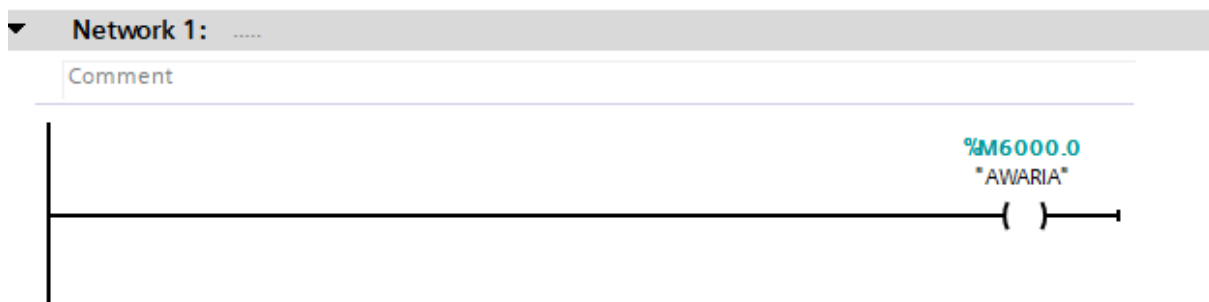 Network 1: .....
Comment
%M6000.0
"AWARIA"